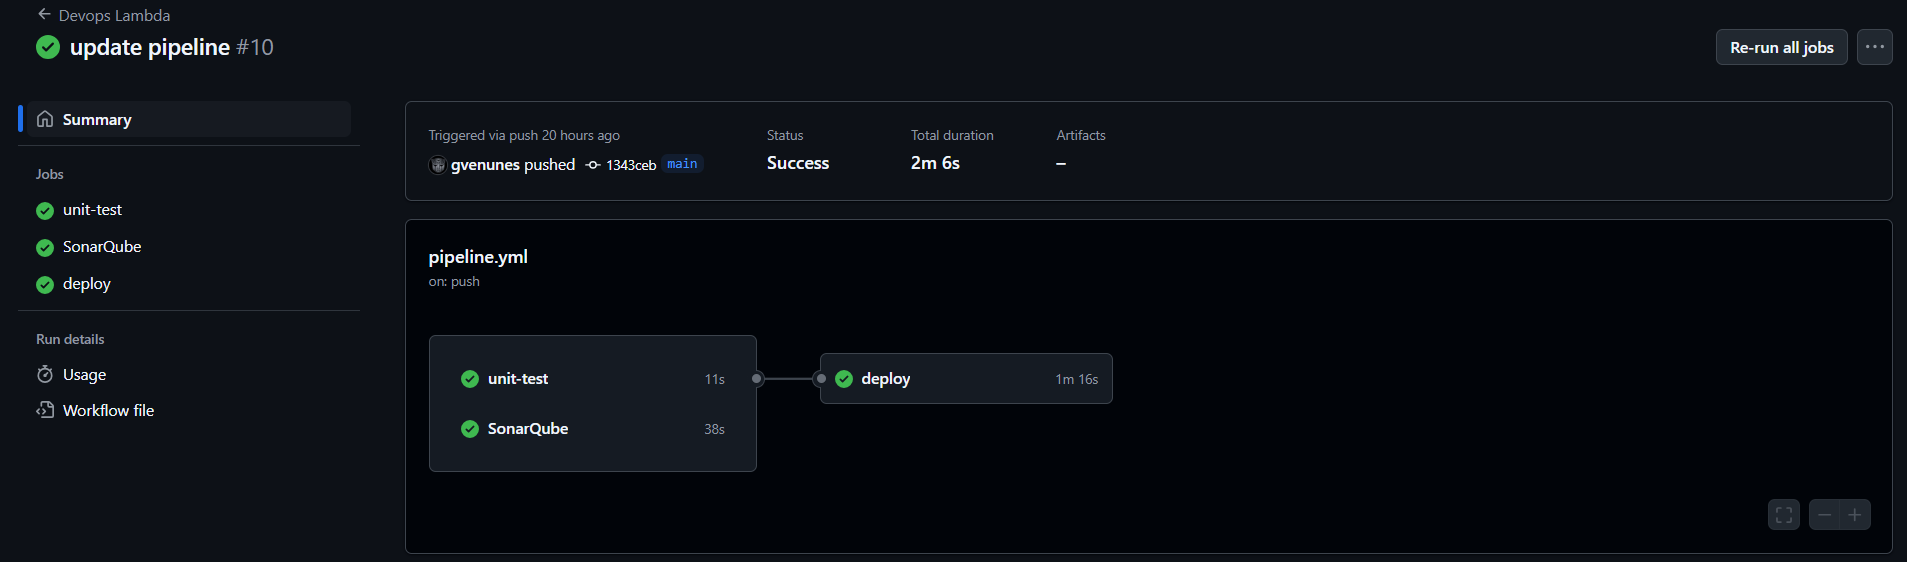 Devops Lambda
update pipeline #10
Re-run all jobs
Summary
Jobs
unit-test
SonarQube
deploy
Run details
Usage
Workflow file
Triggered via push 20 hours ago
gvenunes pushed 1343ceb main
Status
Success
Total duration
2m 6s
Artifacts
–
pipeline.yml
on: push
unit-test 11s
SonarQube 38s
deploy 1m 16s